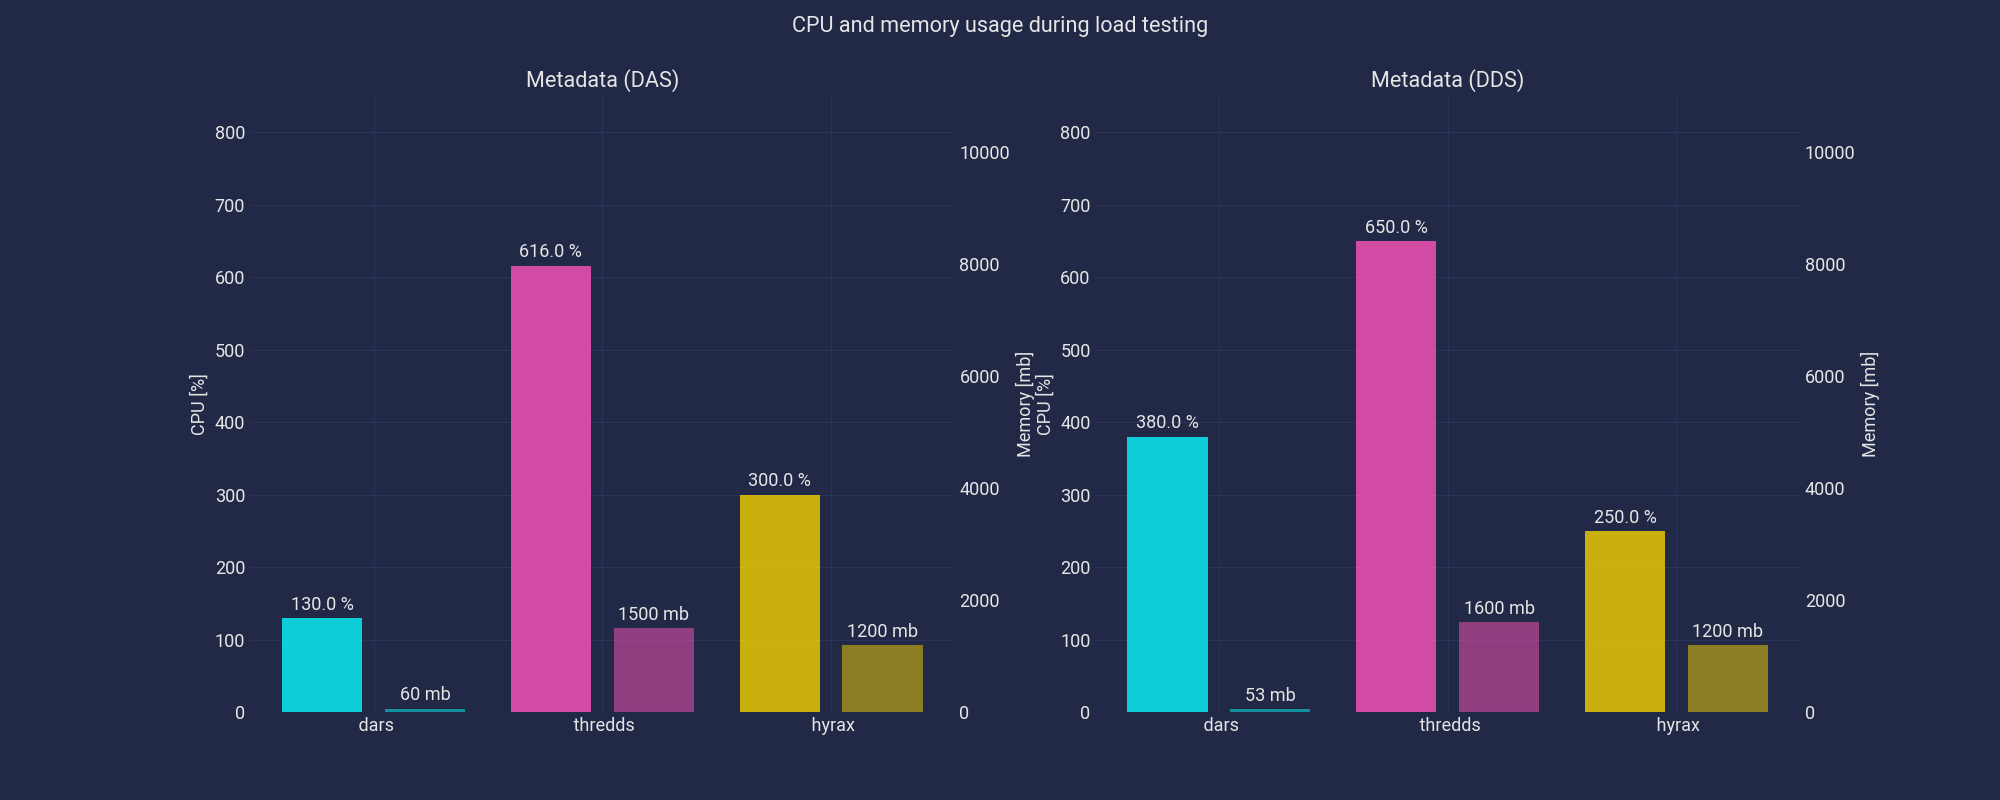 CPU and memory usage during load testing
Metadata (DAS)
CPU [%]
800
700
600
500
400
300
200
100
0
130.0 %
60 mb
616.0 %
1500 mb
300.0 %
1200 mb
dars
thredds
hyrax
10000
8000
6000
4000
2000
0
Memory [mb]
Metadata (DDS)
CPU [%]
800
700
600
500
400
300
200
100
0
380.0 %
53 mb
650.0 %
1600 mb
250.0 %
1200 mb
dars
thredds
hyrax
10000
8000
6000
4000
2000
0
Memory [mb]